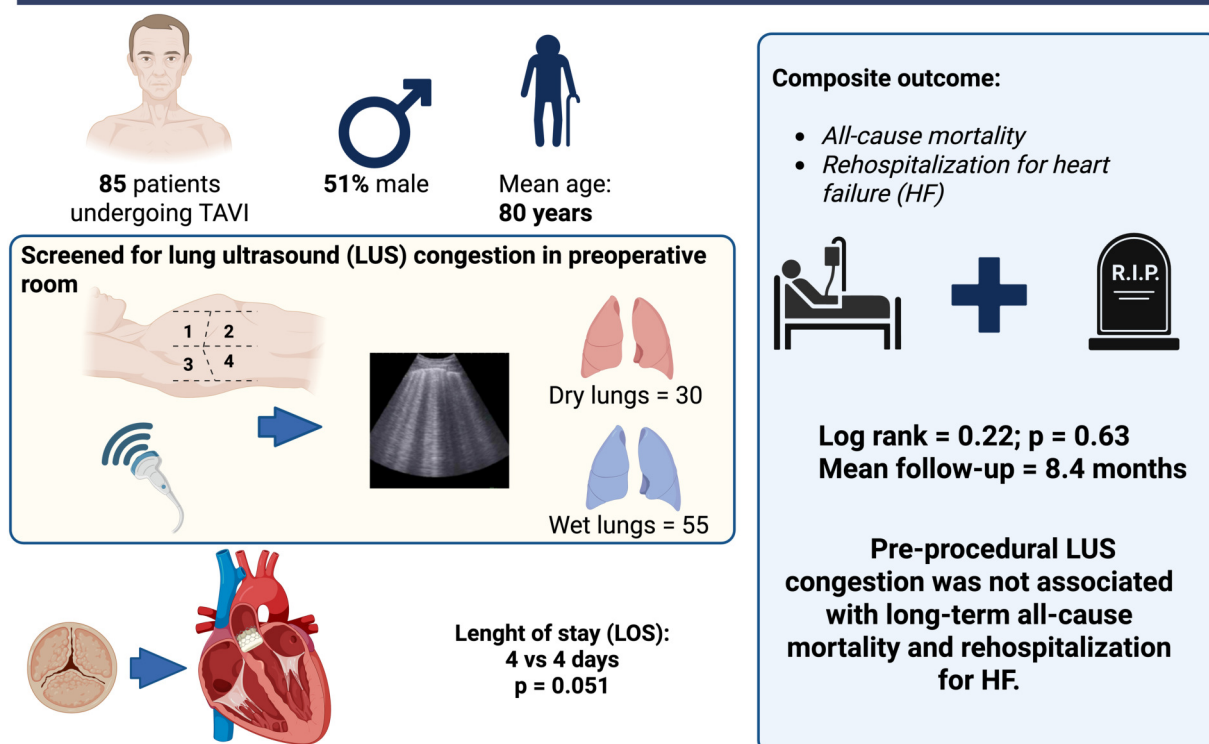 85 patients
undergoing TAVI
51% male
Mean age:
80 years
Screened for lung ultrasound (LUS) congestion in preoperative
room
1 2
3 4
Dry lungs = 30
Wet lungs = 55
Lenght of stay (LOS):
4 vs 4 days
p = 0.051
Composite outcome:
• All-cause mortality
• Rehospitalization for heart
failure (HF)
R.I.P.
Log rank = 0.22; p = 0.63
Mean follow-up = 8.4 months
Pre-procedural LUS
congestion was not associated
with long-term all-cause
mortality and rehospitalization
for HF.